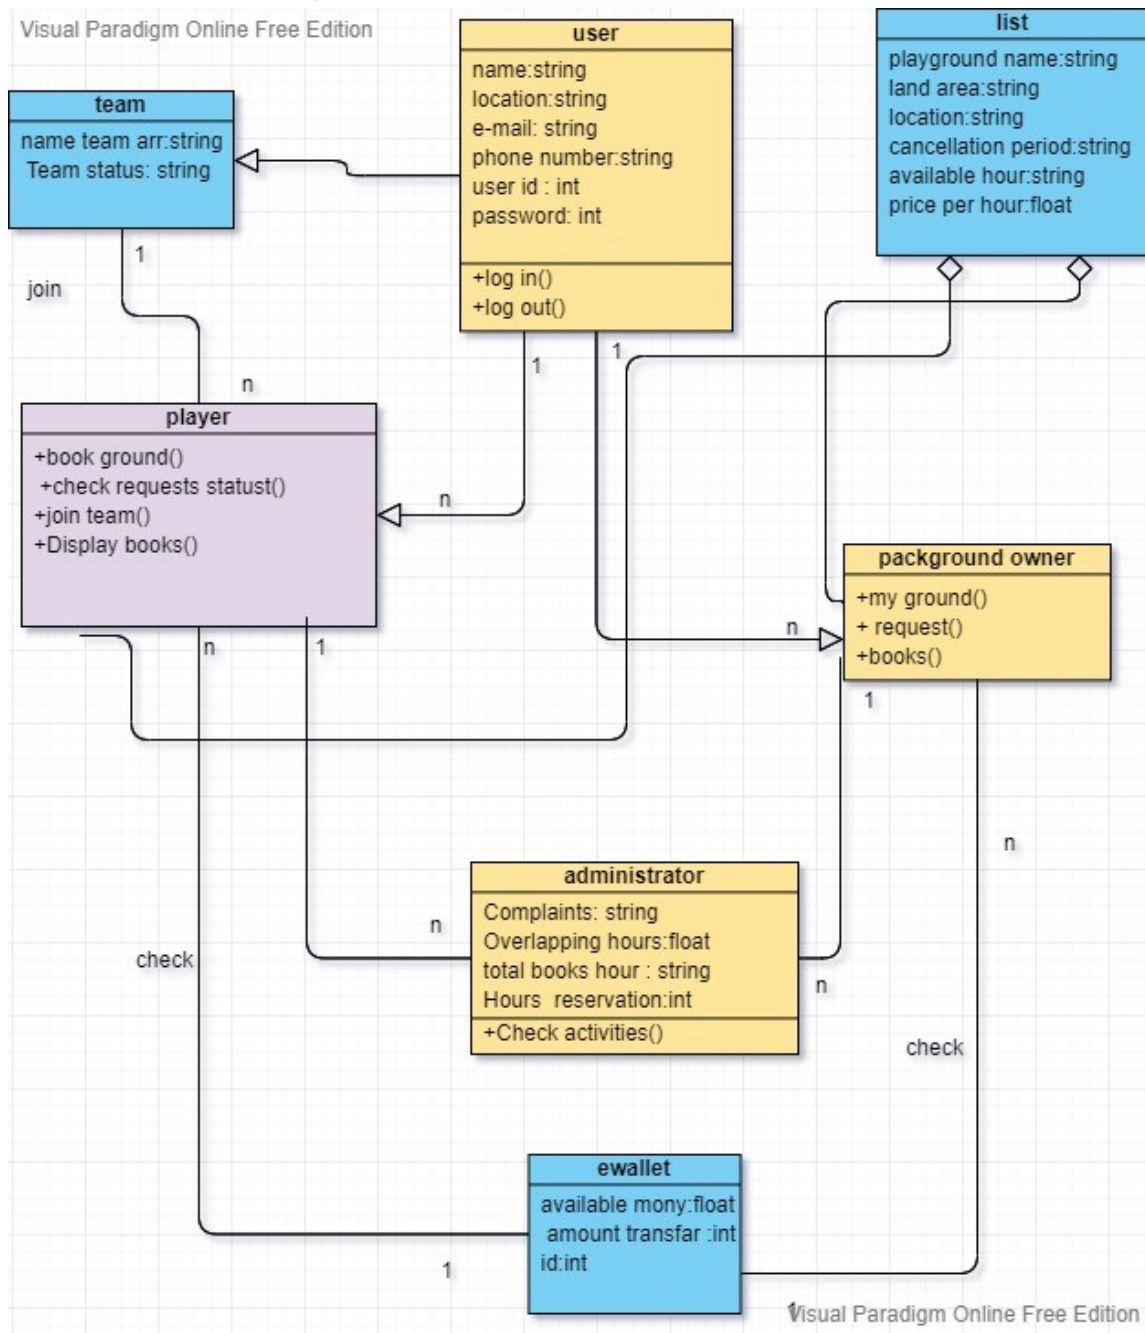 Visual Paradigm Online Free Edition
user
name:string
location:string
e-mail: string
phone number:string
user id : int
password: int
+log in()
+log out()
list
playground name:string
land area:string
location:string
cancellation period:string
available hour:string
price per hour:float
team
name team arr:string
Team status: string
1
join
n
1
1
player
+book ground()
+check requests statust()
+join team()
+Display books()
n
n
1
packground owner
+my ground()
+ request()
+books()
n
1
n
administrator
Complaints: string
Overlapping hours:float
total books hour : string
Hours  reservation:int
+Check activities()
n
n
check
check
ewallet
available mony:float
amount transfar :int
id:int
1
1
Visual Paradigm Online Free Edition